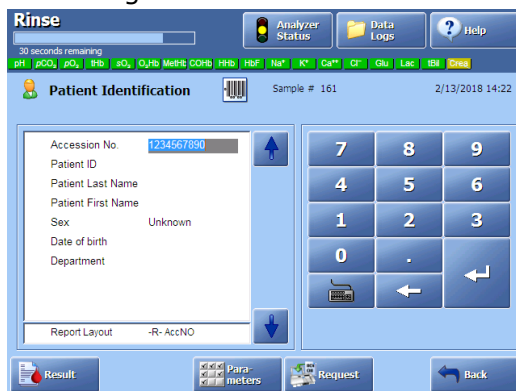 Rinse
Analyzer Status
Data Logs
? Help
30 seconds remaining
pH pCO₂ pO₂ tHb sO₂ O₂Hb MetHb COHb HHb HbF Na⁺ K⁺ Ca⁺⁺ Cl⁻ Glu Lac tBil Crea
Patient Identification
Sample # 161
2/13/2018 14:22
Accession No. 1234567890
Patient ID
Patient Last Name
Patient First Name
Sex Unknown
Date of birth
Department
Report Layout -R- AccNO
7 8 9
4 5 6
1 2 3
0 .
Result
Para-
meters
Request
Back